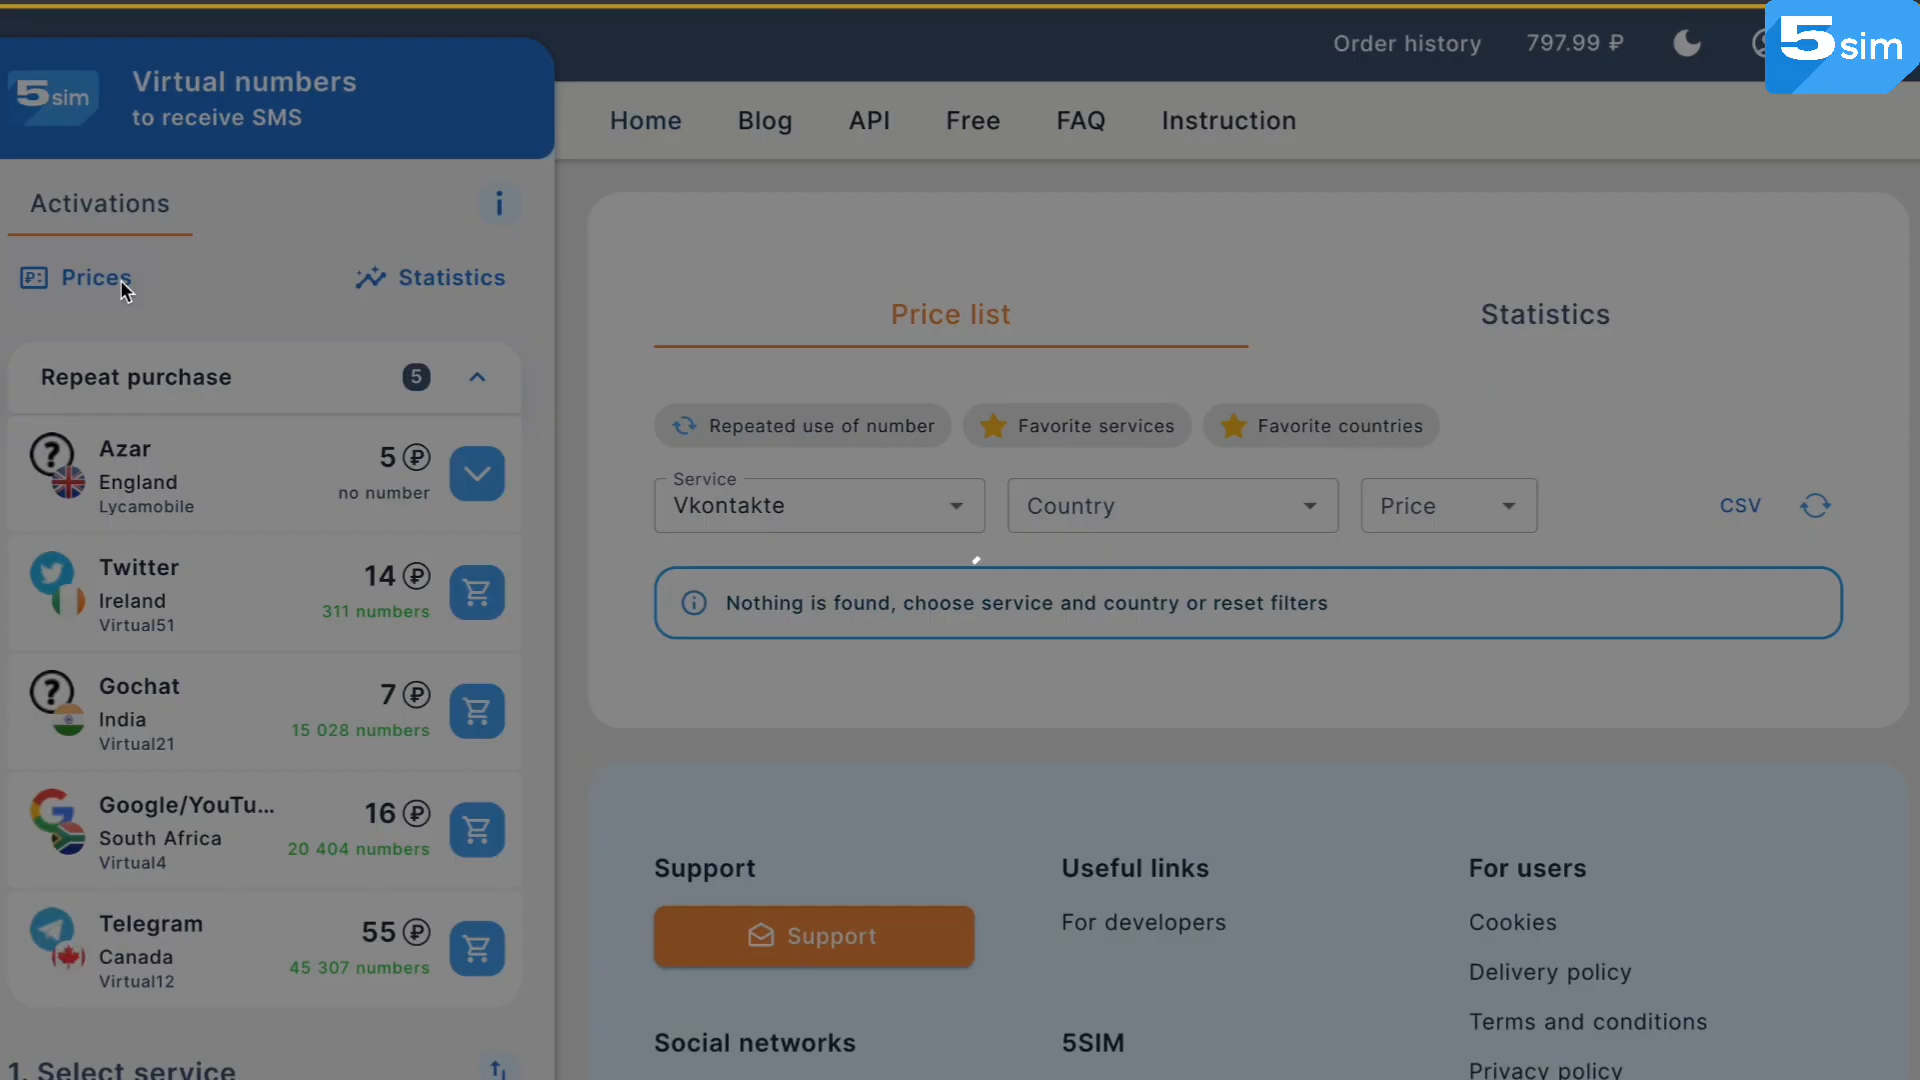 Order history
797.99 ₽
5sim
5sim
Virtual numbers
to receive SMS
Home
Blog
API
Free
FAQ
Instruction
Activations
i
Prices
Statistics
Repeat purchase
5
Azar
England
Lycamobile
5 ₽
no number
Twitter
Ireland
Virtual51
14 ₽
311 numbers
Gochat
India
Virtual21
7 ₽
15 028 numbers
Google/YouTu...
South Africa
Virtual4
16 ₽
20 404 numbers
Telegram
Canada
Virtual12
55 ₽
45 307 numbers
1. Select service
Price list
Statistics
Repeated use of number
Favorite services
Favorite countries
Service
Vkontakte
Country
Price
CSV
Nothing is found, choose service and country or reset filters
Support
Support
Social networks
Useful links
For developers
5SIM
For users
Cookies
Delivery policy
Terms and conditions
Privacy policy